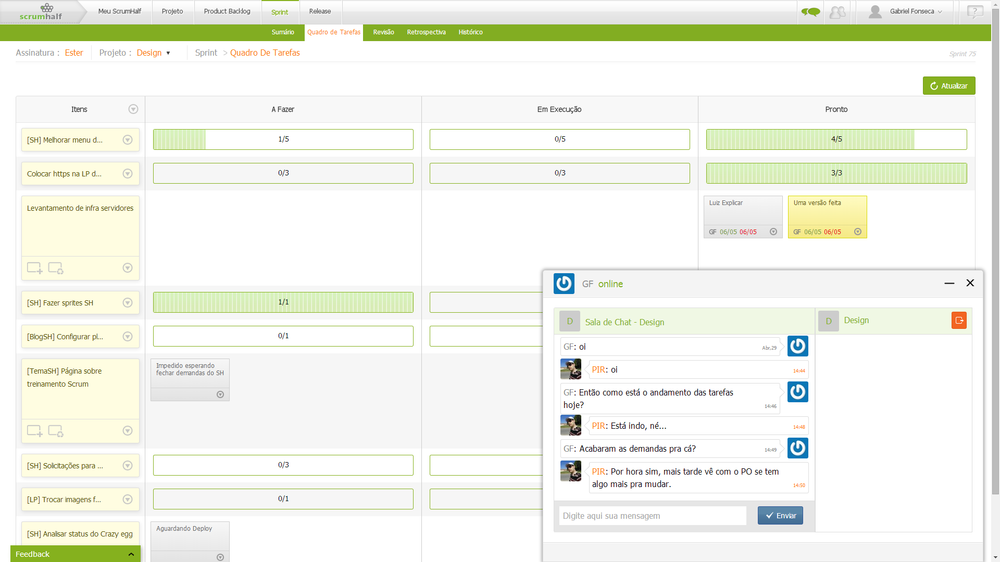 scrumhalf
Meu ScrumHalf
Projeto
Product Backlog
Sprint
Release
Gabriel Fonseca
?
Sumário
Quadro de Tarefas
Revisão
Retrospectiva
Histórico
Assinatura : Ester
Projeto : Design
Sprint > Quadro De Tarefas
Sprint 75
Atualizar
Itens
A Fazer
Em Execução
Pronto
[SH] Melhorar menu d...
1/5
0/5
4/5
Colocar https na LP d...
0/3
0/3
3/3
Levantamento de infra servidores
Luiz Explicar
GF 06/05 06/05
Uma versão feita
GF 06/05 06/05
[SH] Fazer sprites SH
1/1
[BlogSH] Configurar pl...
0/1
[TemaSH] Página sobre
treinamento Scrum
Impedido esperando
fechar demandas do SH
[SH] Solicitações para ...
0/3
[LP] Trocar imagens f...
0/1
[SH] Analisar status do Crazy egg
Aguardando Deploy
Feedback
GF online
D
Sala de Chat - Design
D
Design
GF: oi
Abr,29
PIR: oi
14:44
GF: Então como está o andamento das tarefas
hoje?
14:46
PIR: Está indo, né...
14:48
GF: Acabaram as demandas pra cá?
14:49
PIR: Por hora sim, mais tarde vê com o PO se tem
algo mais pra mudar.
14:50
Digite aqui sua mensagem
Enviar